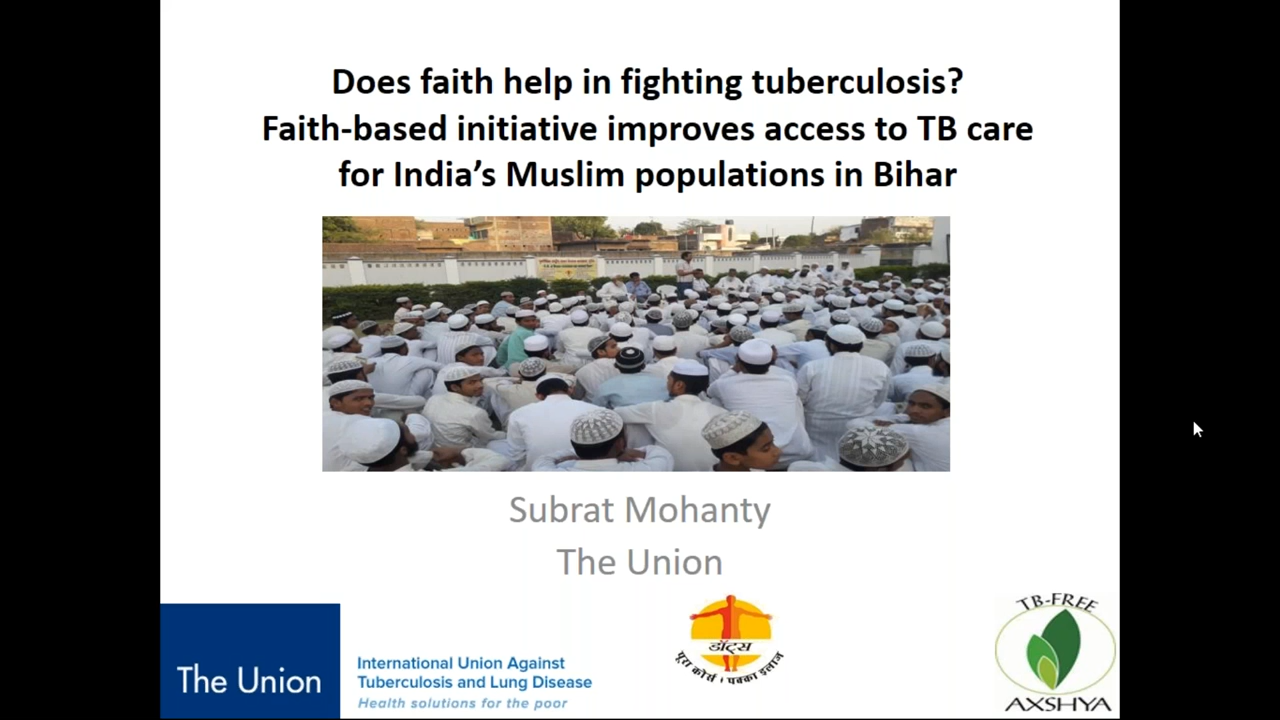 Does faith help in fighting tuberculosis?
Faith-based initiative improves access to TB care
for India’s Muslim populations in Bihar
Subrat Mohanty
The Union
The Union
International Union Against
Tuberculosis and Lung Disease
Health solutions for the poor
डॉट्स
पूरा कोर्स । पक्का इलाज
TB-FREE
AXSHYA